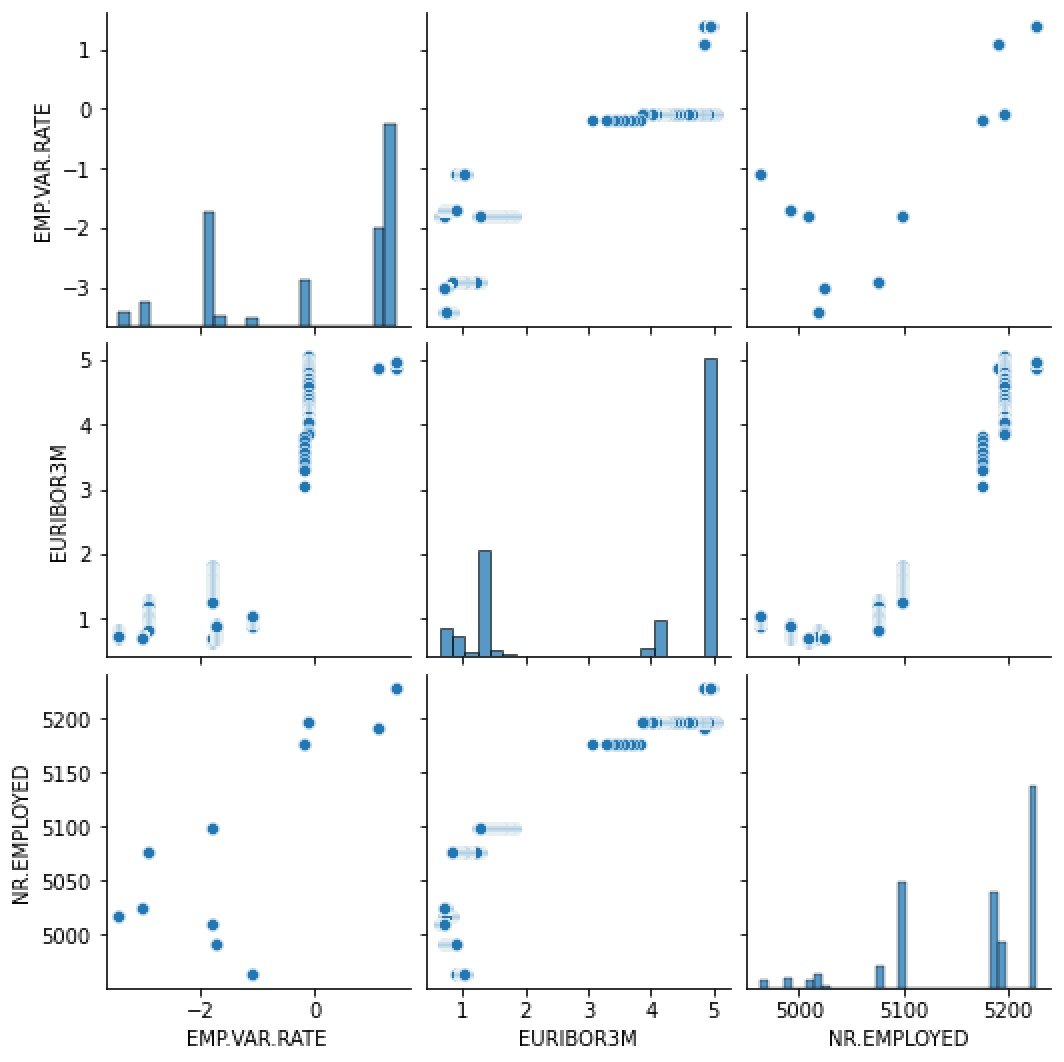 1
0
−1
−2
−3
EMP.VAR.RATE
5
4
3
2
1
EURIBOR3M
5200
5150
5100
5050
5000
NR.EMPLOYED
−2 0
EMP.VAR.RATE
1 2 3 4 5
EURIBOR3M
5000 5100 5200
NR.EMPLOYED